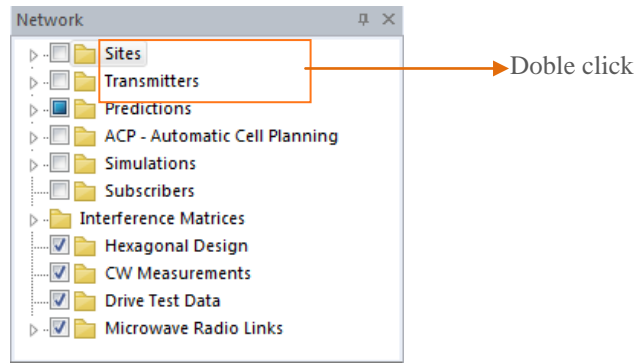 Network
Sites
Transmitters
Doble click
Predictions
ACP - Automatic Cell Planning
Simulations
Subscribers
Interference Matrices
Hexagonal Design
CW Measurements
Drive Test Data
Microwave Radio Links